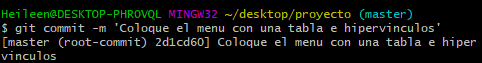 Heileen@DESKTOP-PHROVQL MINGW32 ~/desktop/proyecto (master)
$ git commit -m 'Coloque el menu con una tabla e hipervinculos'
[master (root-commit) 2d1cd60] Coloque el menu con una tabla e hiper
vinculos